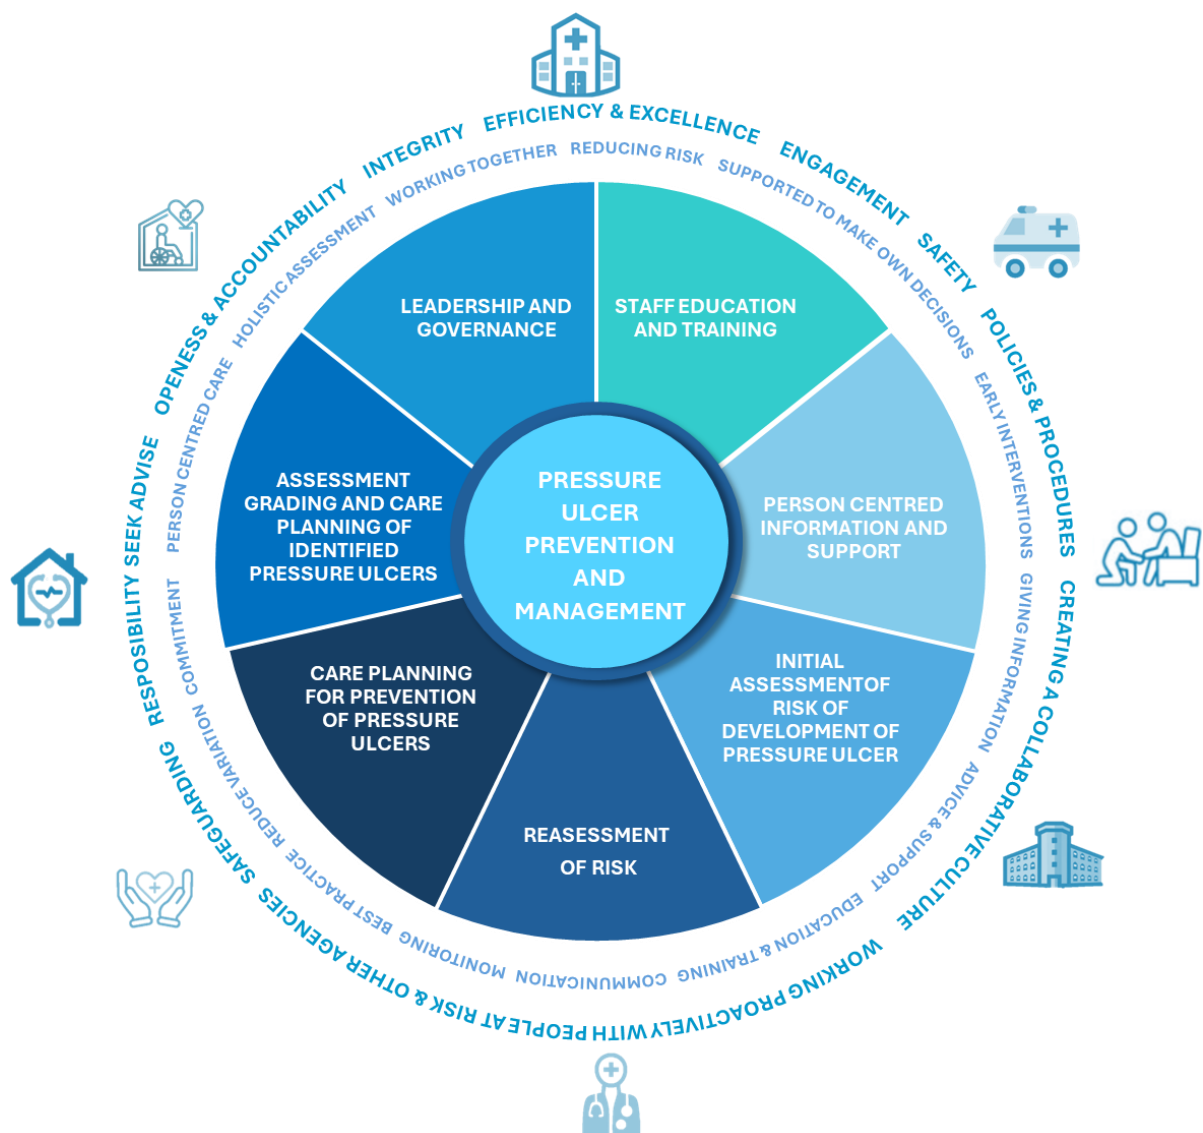 EFFICIENCY & EXCELLENCE
ENGAGEMENT
SAFETY
POLICIES & PROCEDURES
CREATING A COLLABORATIVE CULTURE
WORKING PROACTIVELY WITH PEOPLE AT RISK & OTHER AGENCIES
SAFEGUARDING
RESPOSIBILITY
SEEK ADVISE
OPENESS & ACCOUNTABILITY
INTEGRITY
REDUCING RISK
SUPPORTED TO MAKE OWN DECISIONS
EARLY INTERVENTIONS
GIVING INFORMATION
ADVICE & SUPPORT
EDUCATION & TRAINING
COMMUNICATION
MONITORING
BEST PRACTICE
REDUCE VARIATION
COMMITMENT
PERSON CENTRED CARE
HOLISTIC ASSESSMENT
WORKING TOGETHER
STAFF EDUCATION
AND TRAINING
PERSON CENTRED
INFORMATION AND
SUPPORT
INITIAL
ASSESSMENTOF
RISK OF
DEVELOPMENT OF
PRESSURE ULCER
REASESSMENT
OF RISK
CARE PLANNING
FOR PREVENTION
OF PRESSURE
ULCERS
ASSESSMENT
GRADING AND CARE
PLANNING OF
IDENTIFIED
PRESSURE ULCERS
LEADERSHIP AND
GOVERNANCE
PRESSURE
ULCER
PREVENTION
AND
MANAGEMENT